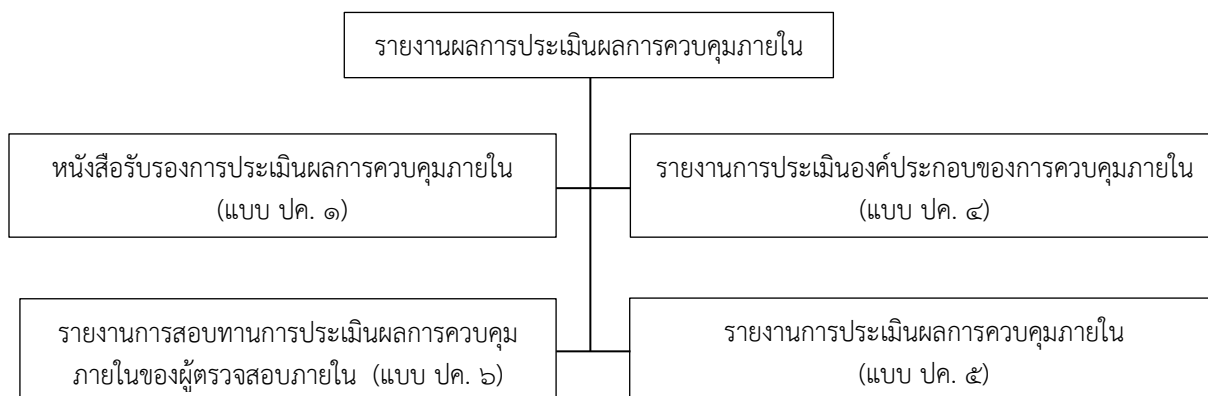 รายงานผลการประเมินผลการควบคุมภายใน
หนังสือรับรองการประเมินผลการควบคุมภายใน
(แบบ ปค. ๑)
รายงานการประเมินองค์ประกอบของการควบคุมภายใน
(แบบ ปค. ๔)
รายงานการสอบทานการประเมินผลการควบคุม
ภายในของผู้ตรวจสอบภายใน (แบบ ปค. ๖)
รายงานการประเมินผลการควบคุมภายใน
(แบบ ปค. ๕)